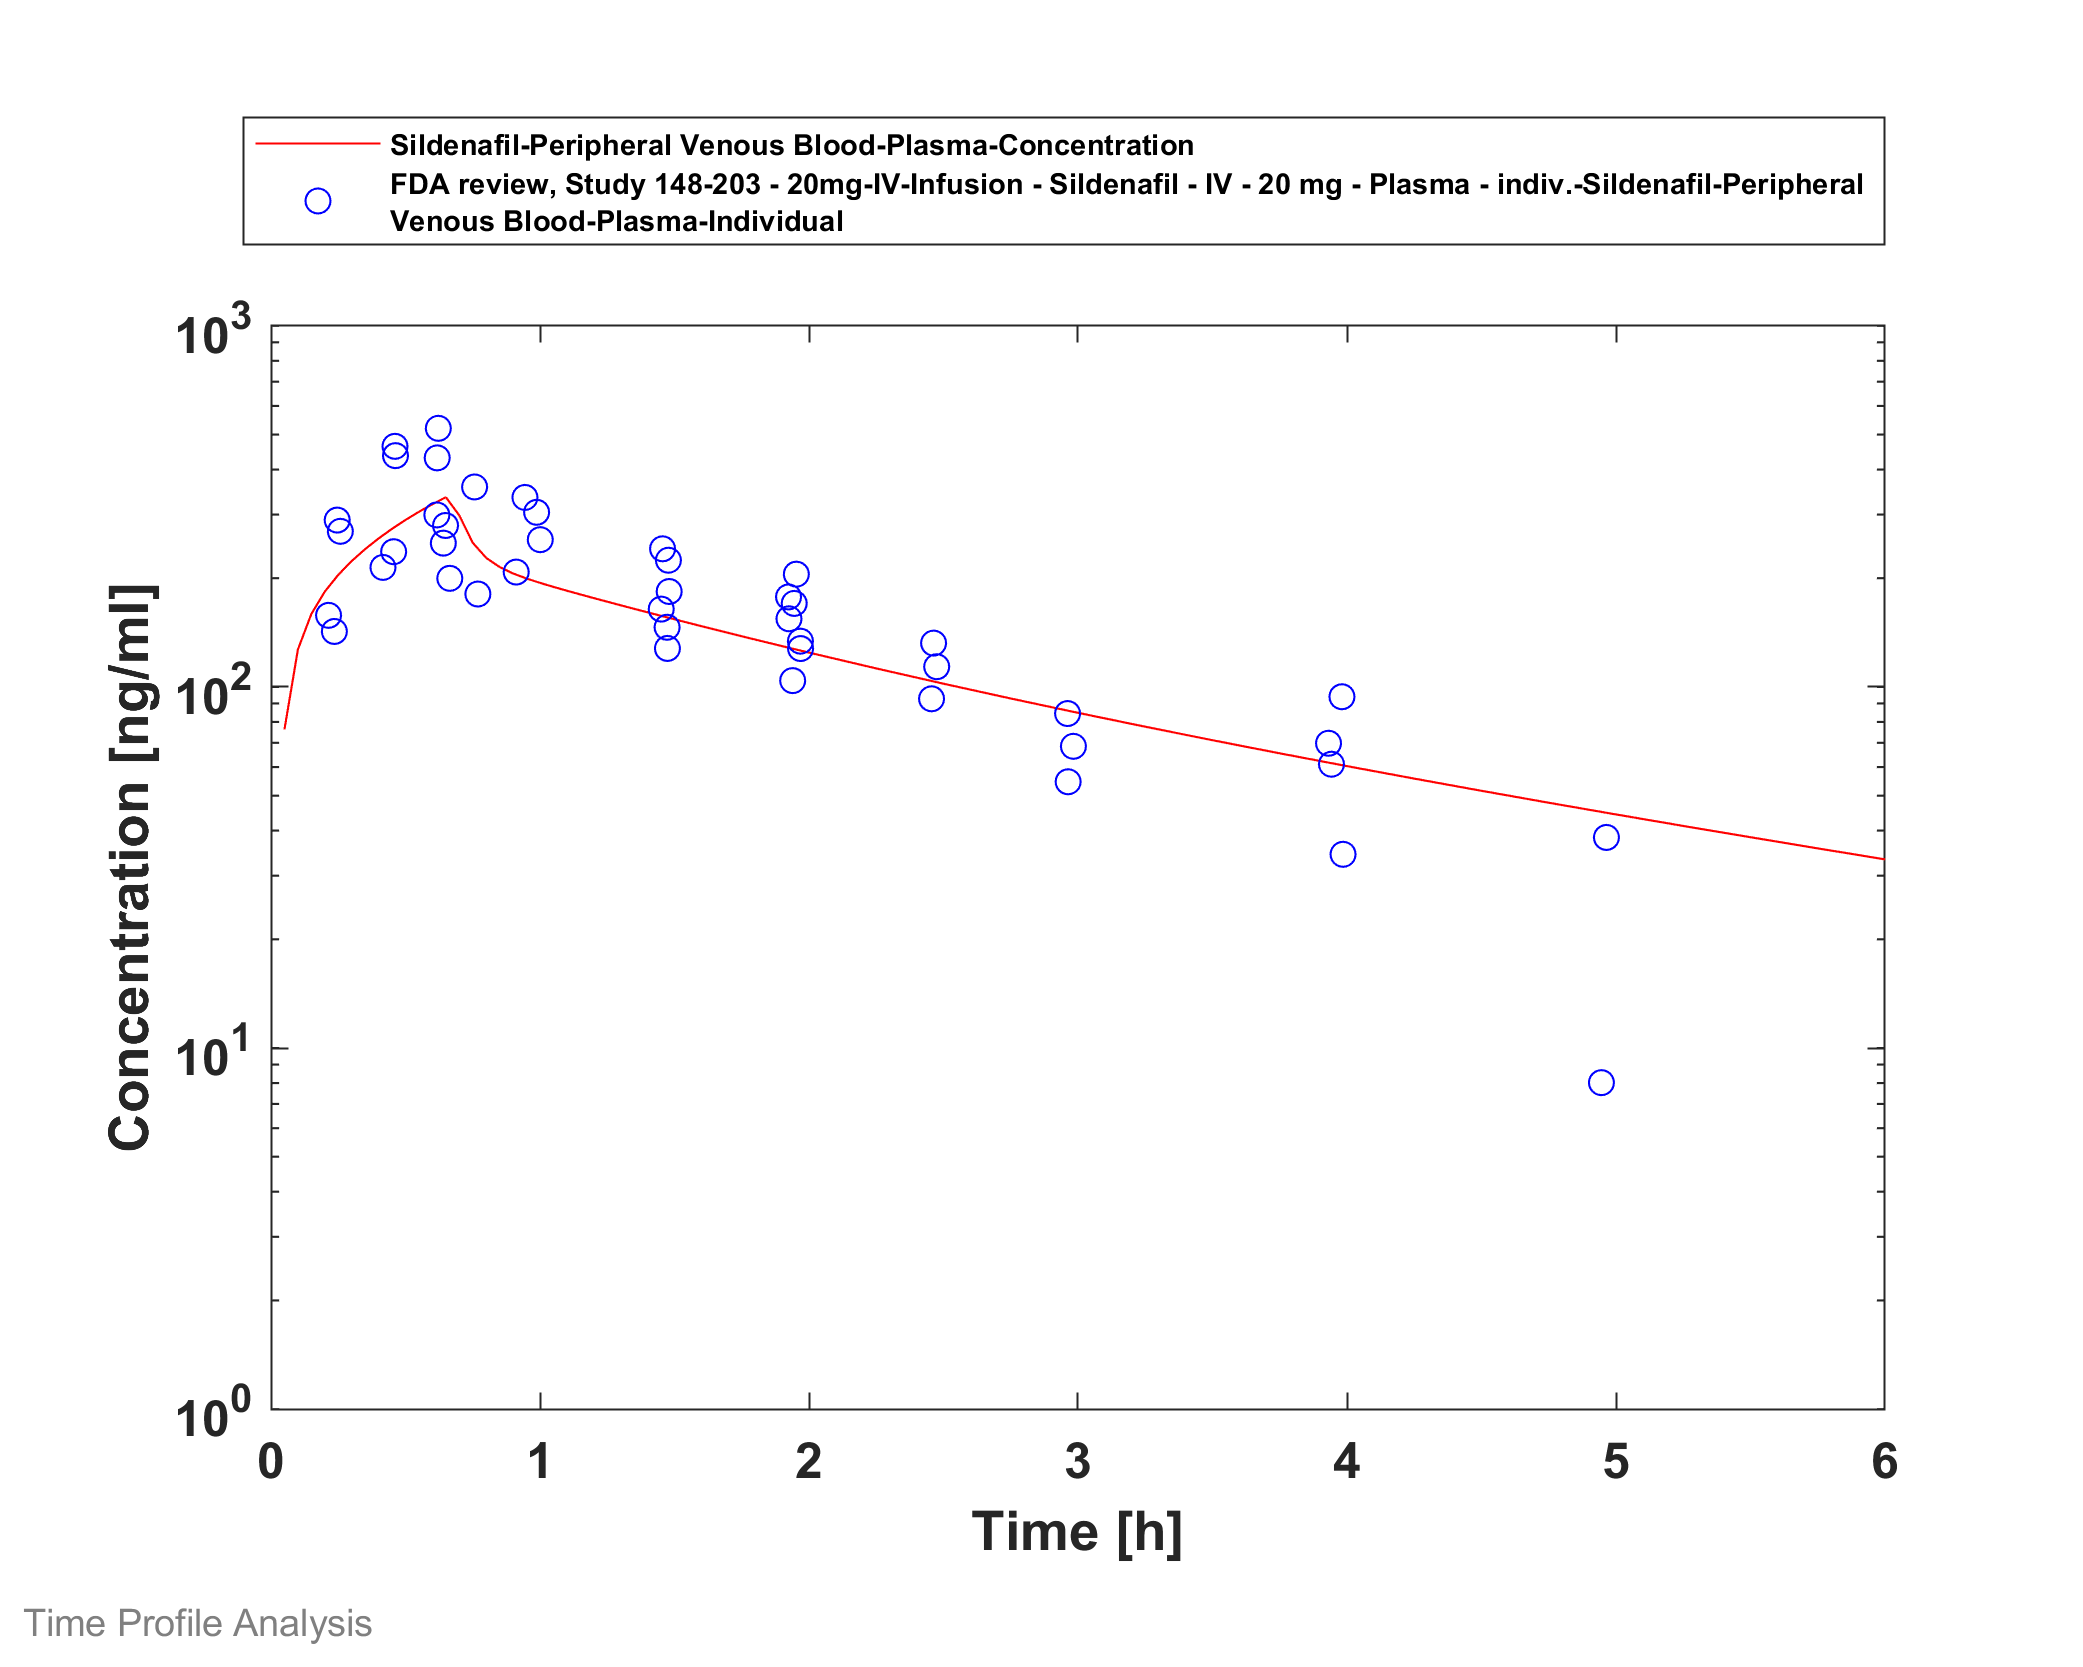 Sildenafil-Peripheral Venous Blood-Plasma-Concentration
FDA review, Study 148-203 - 20mg-IV-Infusion - Sildenafil - IV - 20 mg - Plasma - indiv.-Sildenafil-Peripheral
Venous Blood-Plasma-Individual
10³
10²
10¹
10⁰
Concentration [ng/ml]
0 1 2 3 4 5 6
Time [h]
Time Profile Analysis